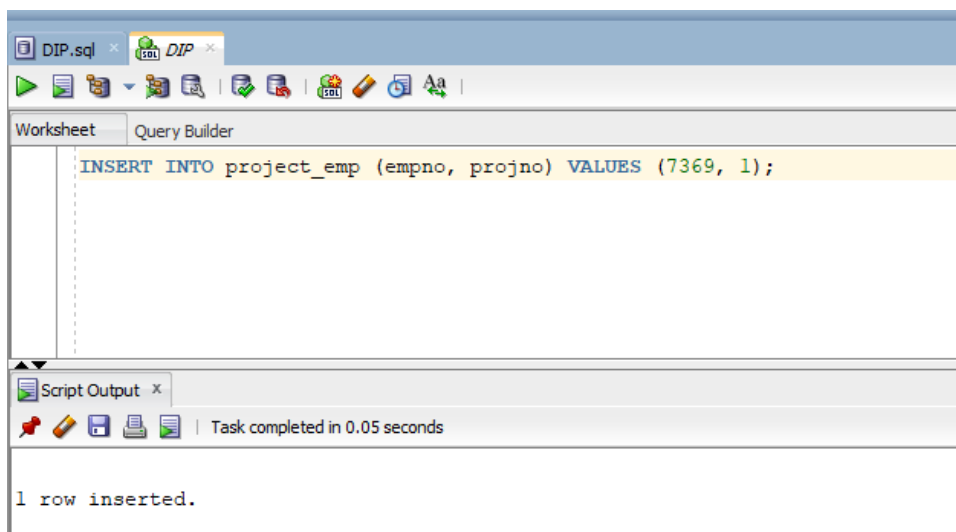 DIP.sql × DIP ×
Worksheet Query Builder
INSERT INTO project_emp (empno, projno) VALUES (7369, 1);
Script Output x
Task completed in 0.05 seconds
1 row inserted.